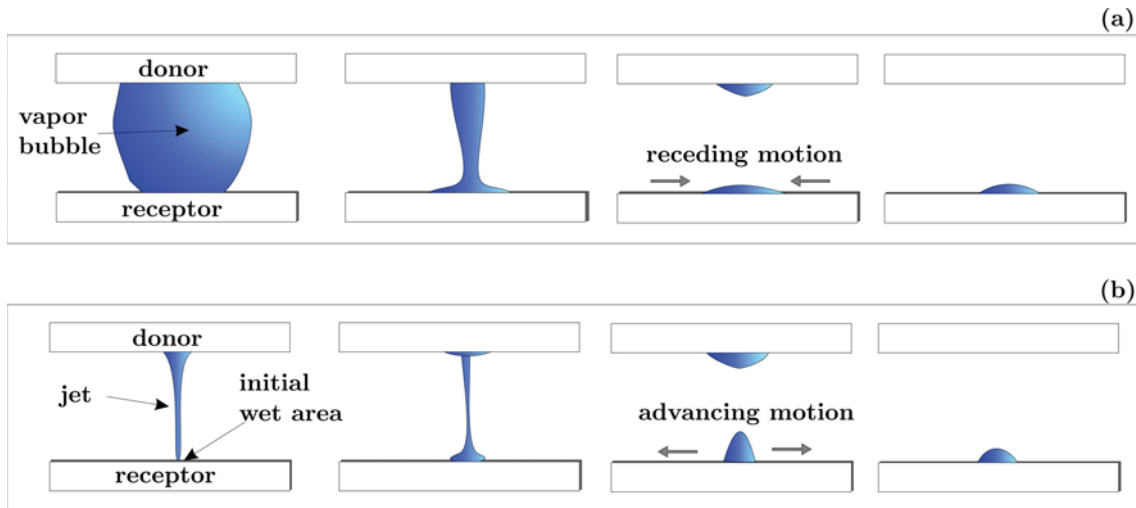 (a)
donor
vapor
bubble
receding motion
receptor
(b)
donor
jet
initial
wet area
advancing motion
receptor